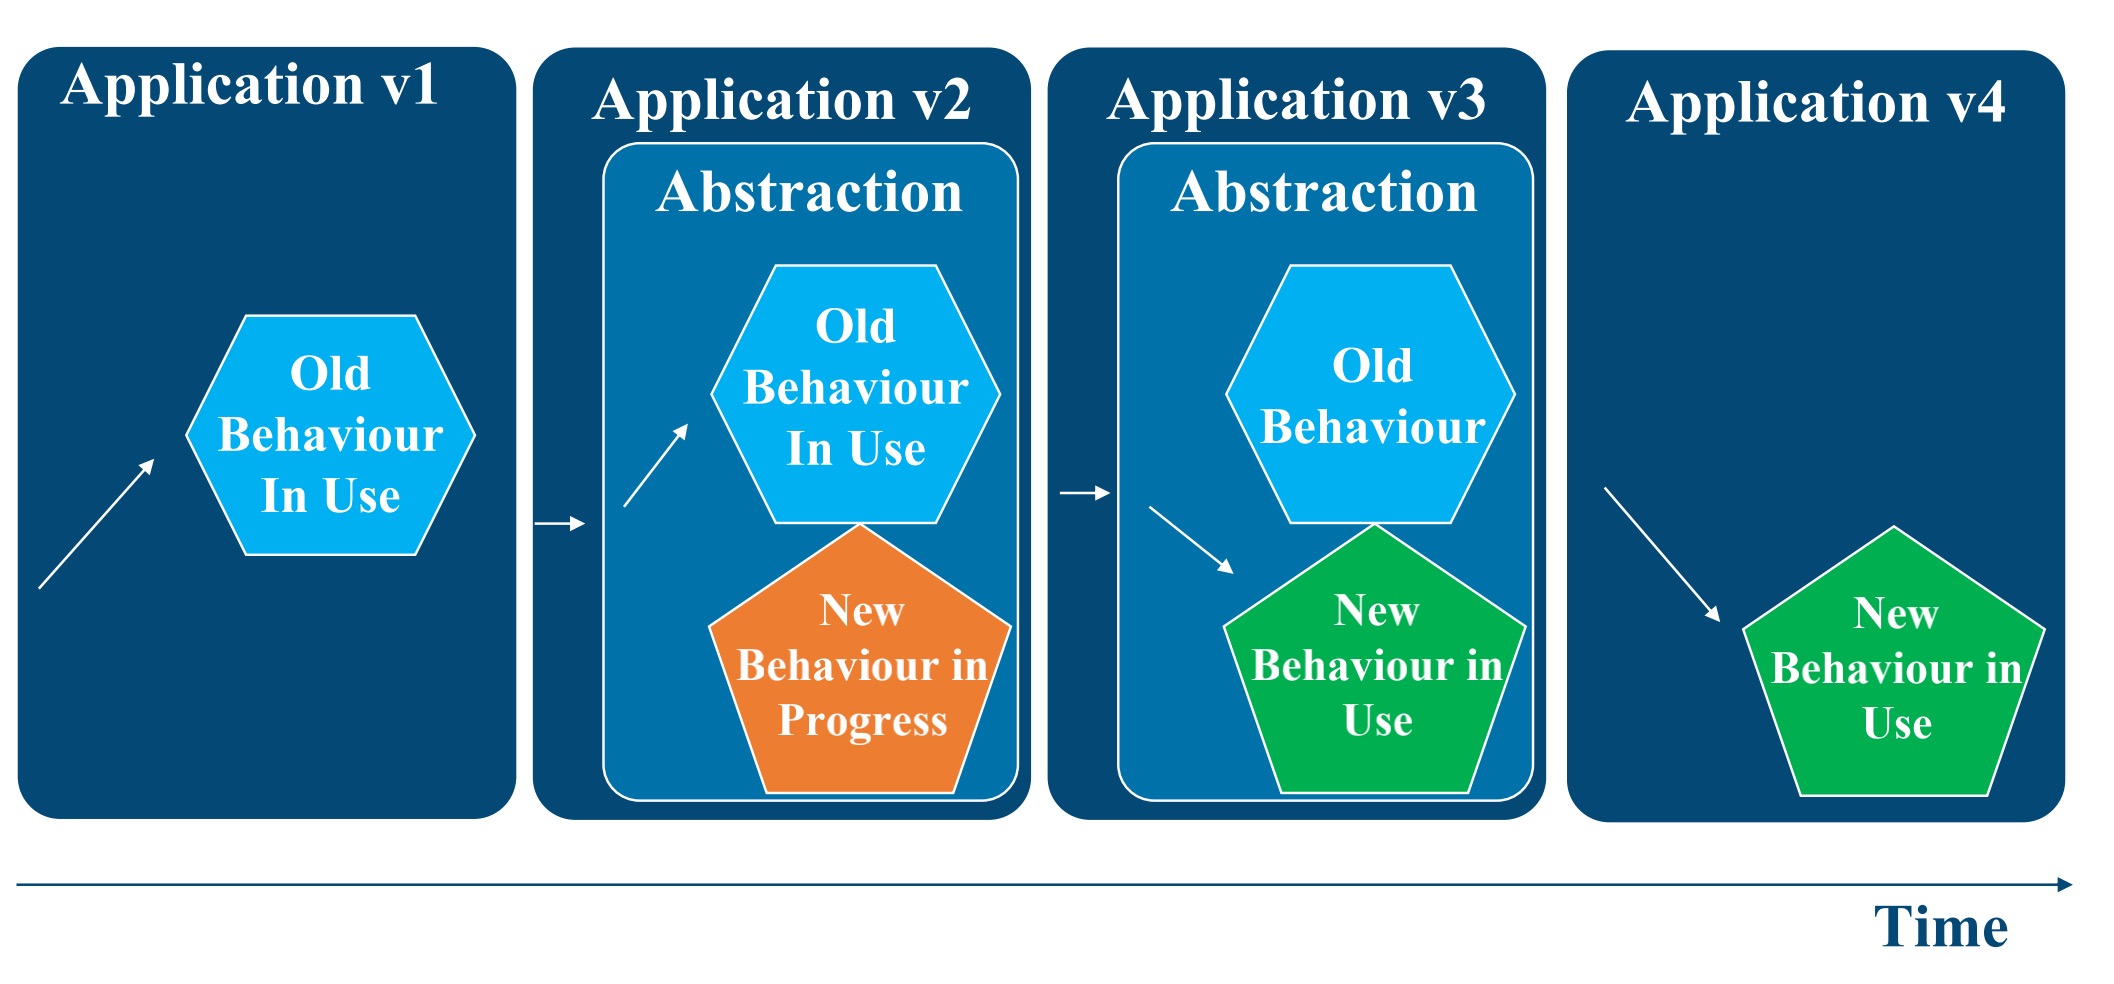 Application v1
Old
Behaviour
In Use
Application v2
Abstraction
Old
Behaviour
In Use
New
Behaviour in
Progress
Application v3
Abstraction
Old
Behaviour
New
Behaviour in
Use
Application v4
New
Behaviour in
Use
Time